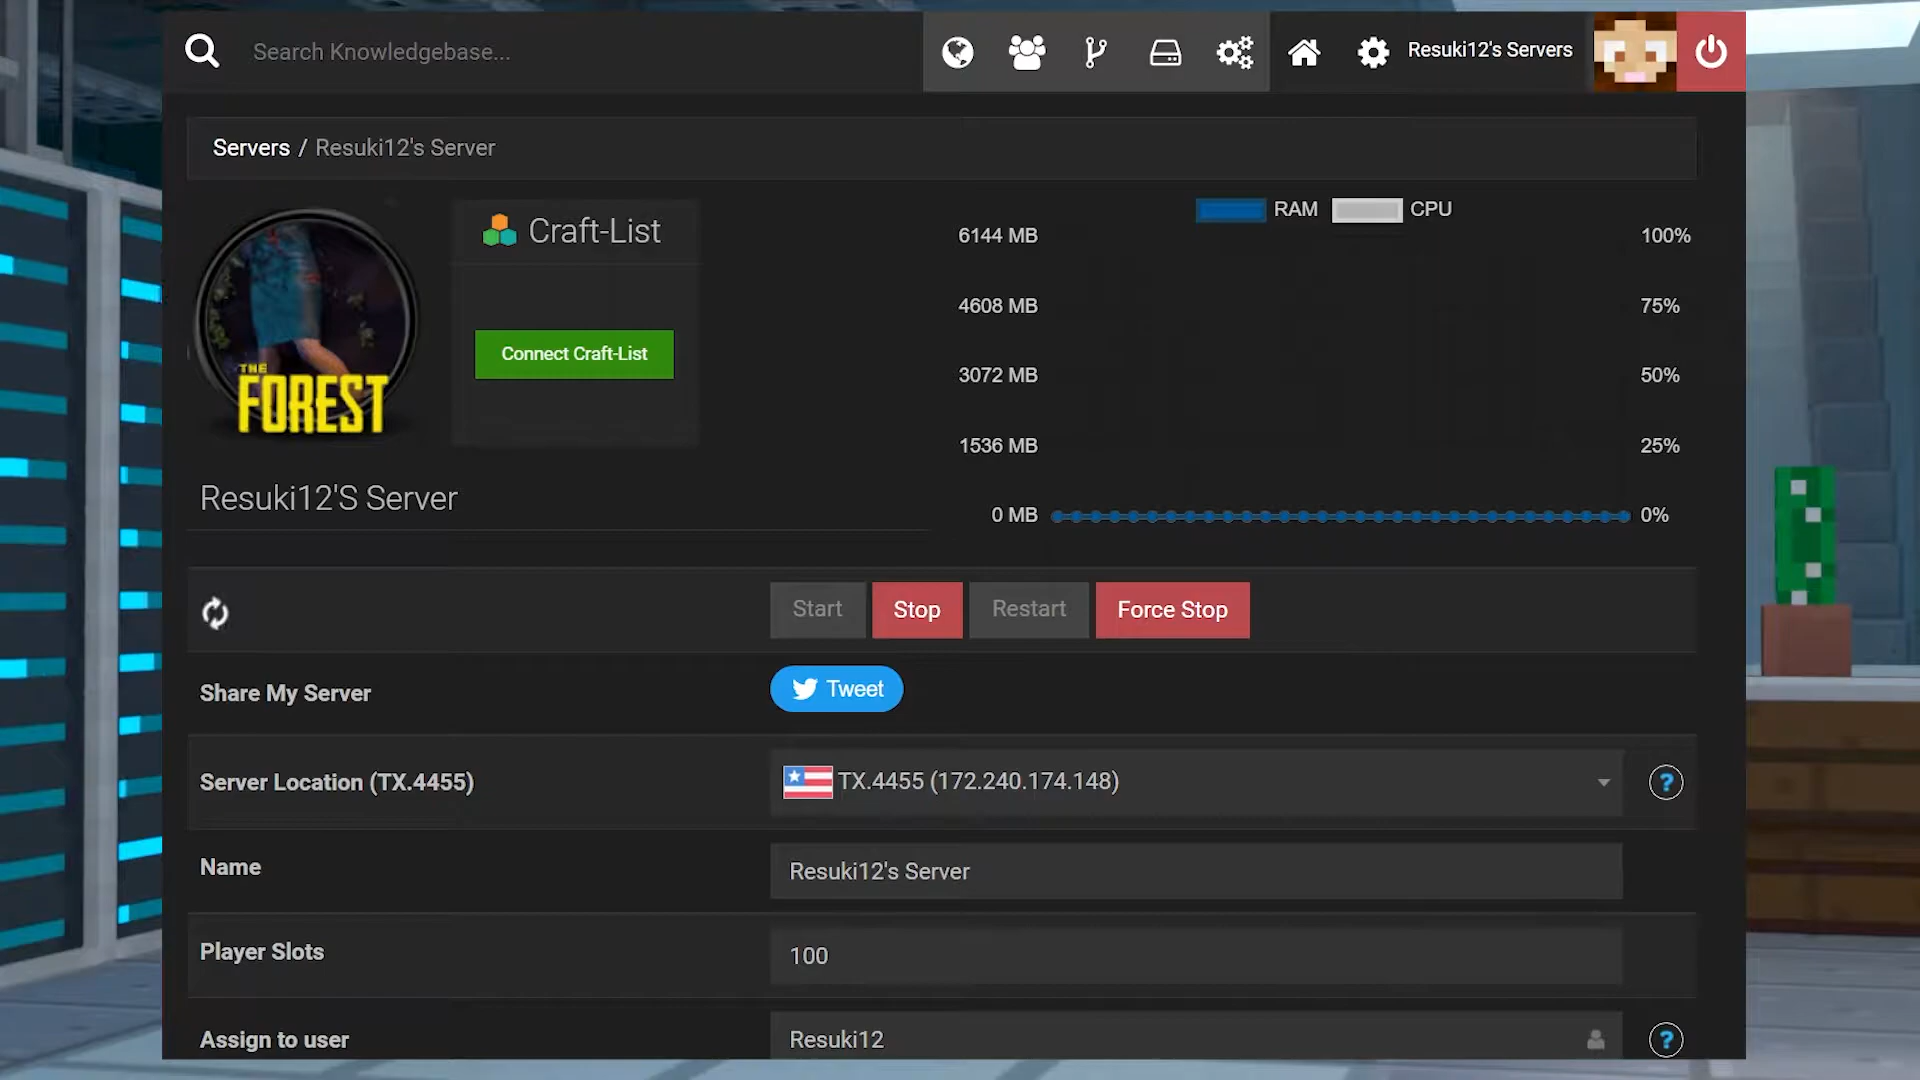 Search Knowledgebase...
Resuki12's Servers
Servers / Resuki12's Server
Craft-List
Connect Craft-List
THE
FOREST
Resuki12'S Server
RAM
CPU
6144 MB
100%
4608 MB
75%
3072 MB
50%
1536 MB
25%
0 MB
0%
Start
Stop
Restart
Force Stop
Share My Server
Tweet
Server Location (TX.4455)
TX.4455 (172.240.174.148)
?
Name
Resuki12's Server
Player Slots
100
Assign to user
Resuki12
?